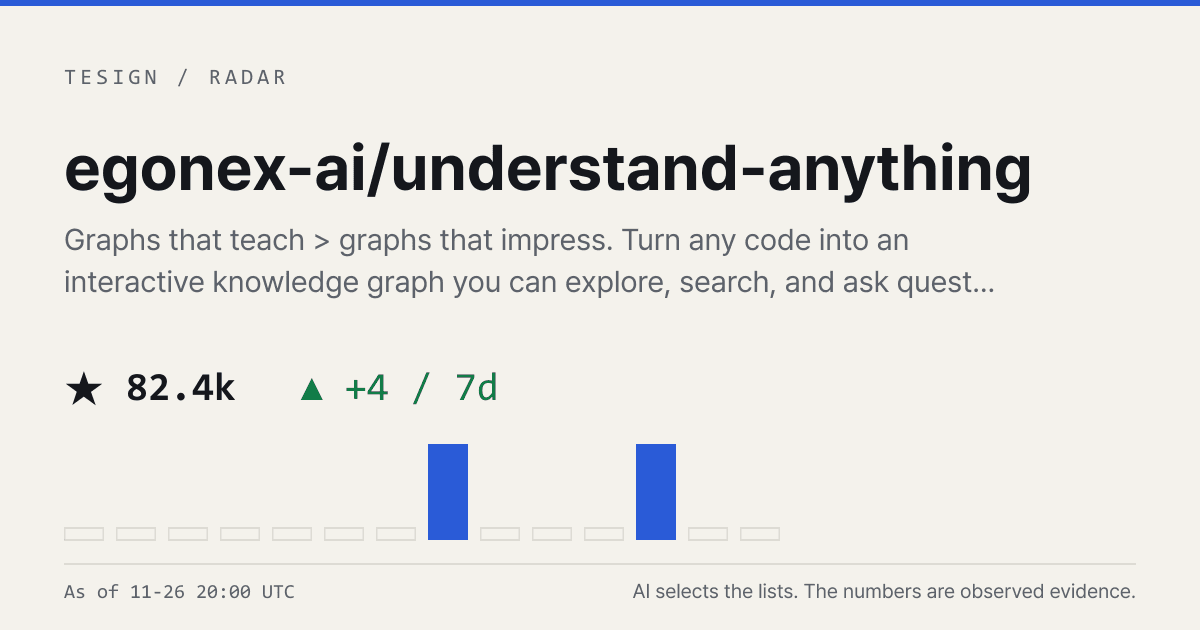 TESIGN / RADAR
egonex-ai/understand-anything
Graphs that teach > graphs that impress. Turn any code into an
interactive knowledge graph you can explore, search, and ask quest…
★ 82.4k ▲ +4 / 7d
As of 11-26 20:00 UTC
AI selects the lists. The numbers are observed evidence.